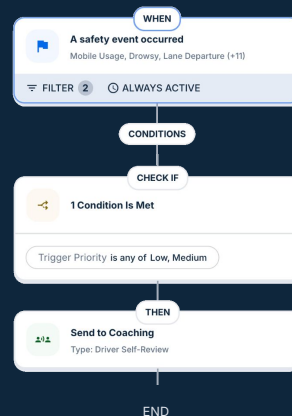 WHEN
A safety event occurred
Mobile Usage, Drowsy, Lane Departure (+11)
FILTER 2 ALWAYS ACTIVE
CONDITIONS
CHECK IF
1 Condition Is Met
Trigger Priority is any of Low, Medium
THEN
Send to Coaching
Type: Driver Self-Review
END